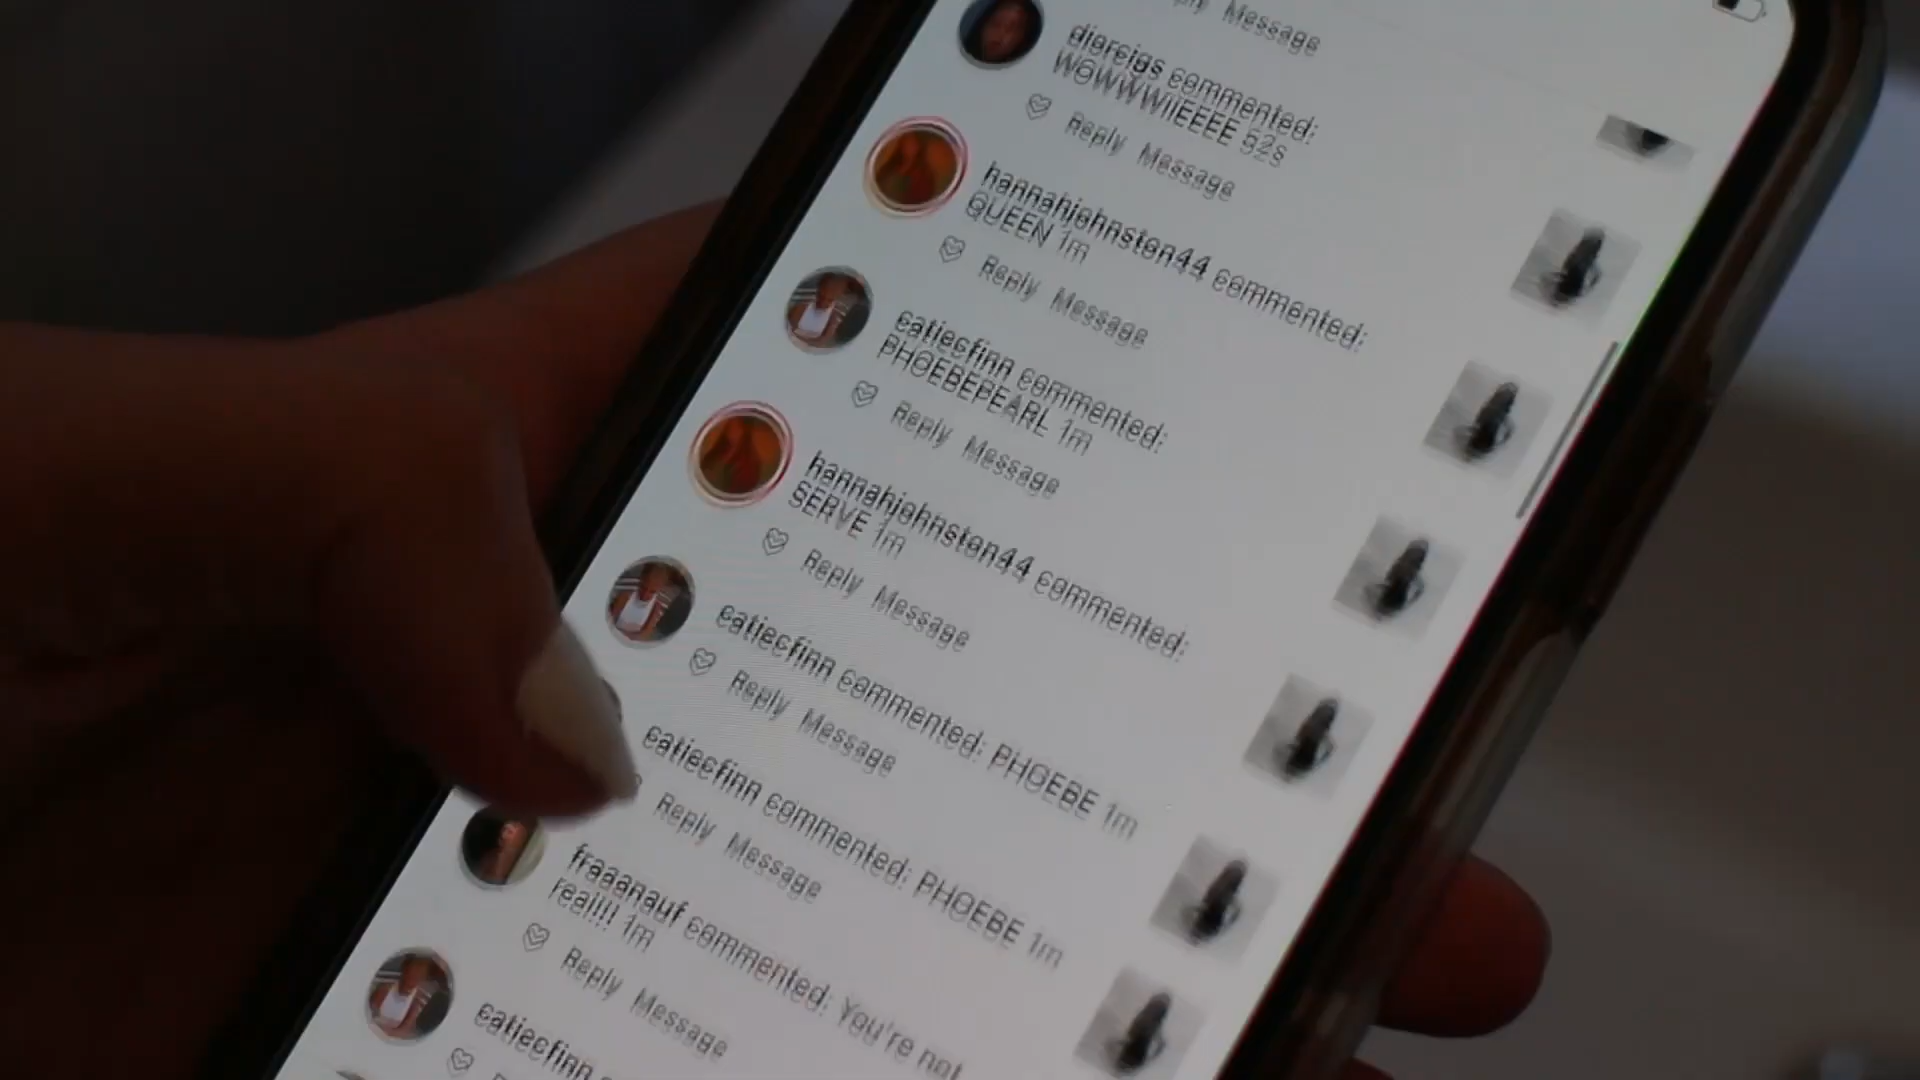 Reply Message
diorcigs commented:
WOWWWIIEEEE 52s
Reply Message
hannahjohnston44 commented:
QUEEN 1m
Reply Message
catiecfinn commented:
PHOEBEPEARL 1m
Reply Message
hannahjohnston44 commented:
SERVE 1m
Reply Message
catiecfinn commented: PHOEBE 1m
Reply Message
catiecfinn commented: PHOEBE 1m
Reply Message
fraaanauf commented: You're not
real!!! 1m
Reply Message
catiecfinn